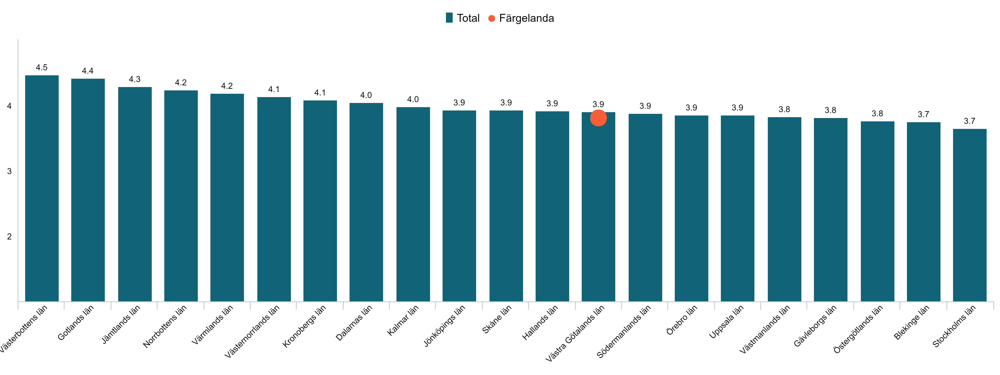 Total Färgelanda
4.5 4.4 4.3 4.2 4.2 4.1 4.1 4.0 4.0 3.9 3.9 3.9 3.9 3.9 3.9 3.9 3.8 3.8 3.8 3.7 3.7
4
3
2
Västerbottens län
Gotlands län
Jämtlands län
Norrbottens län
Värmlands län
Västernorrlands län
Kronobergs län
Dalarnas län
Kalmar län
Jönköpings län
Skåne län
Hallands län
Västra Götalands län
Södermanlands län
Örebro län
Uppsala län
Västmanlands län
Gävleborgs län
Östergötlands län
Blekinge län
Stockholms län